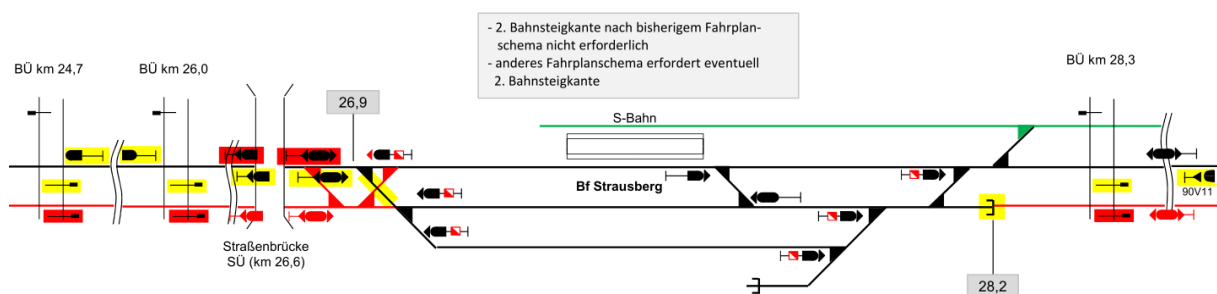 - 2. Bahnsteigkante nach bisherigem Fahrplan-
schema nicht erforderlich
- anderes Fahrplanschema erfordert eventuell
2. Bahnsteigkante
BÜ km 24,7
BÜ km 26,0
BÜ km 28,3
26,9
S-Bahn
Bf Strausberg
90V11
Straßenbrücke
SÜ (km 26,6)
28,2